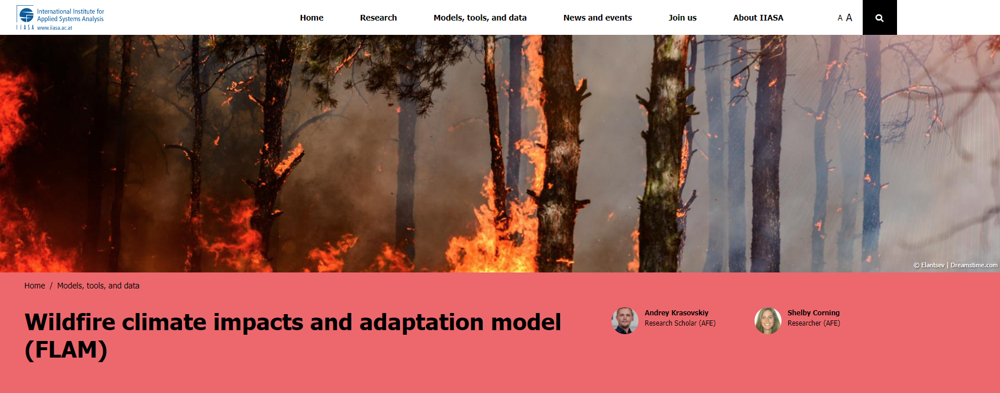 International Institute for
Applied Systems Analysis
IIASA www.iiasa.ac.at
Home Research Models, tools, and data News and events Join us About IIASA A A
© Elantsev | Dreamstime.com
Home / Models, tools, and data
Wildfire climate impacts and adaptation model
(FLAM)
Andrey Krasovskiy
Research Scholar (AFE)
Shelby Corning
Researcher (AFE)